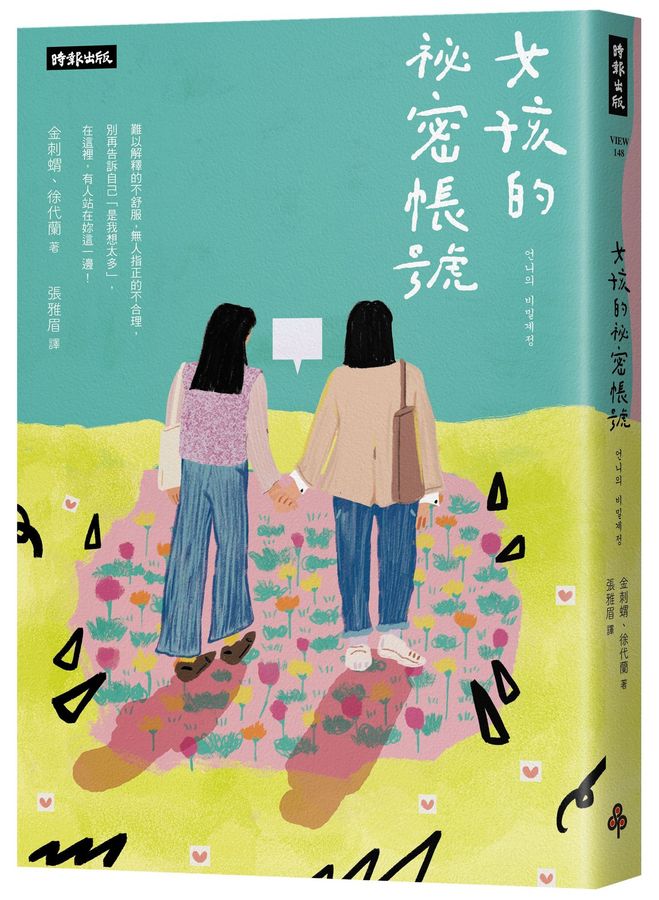 時報出版
女孩的
祕密帳號
언니의 비밀계정
難以解釋的不舒服，無人指正的不合理，
別再告訴自己「是我想太多」，
在這裡，有人站在妳這一邊！
金刺蝟、徐代蘭 著
張雅眉 譯
時報出版
VIEW
148
女孩的祕密帳號
언니의 비밀계정
金刺蝟、徐代蘭 著
張雅眉 譯